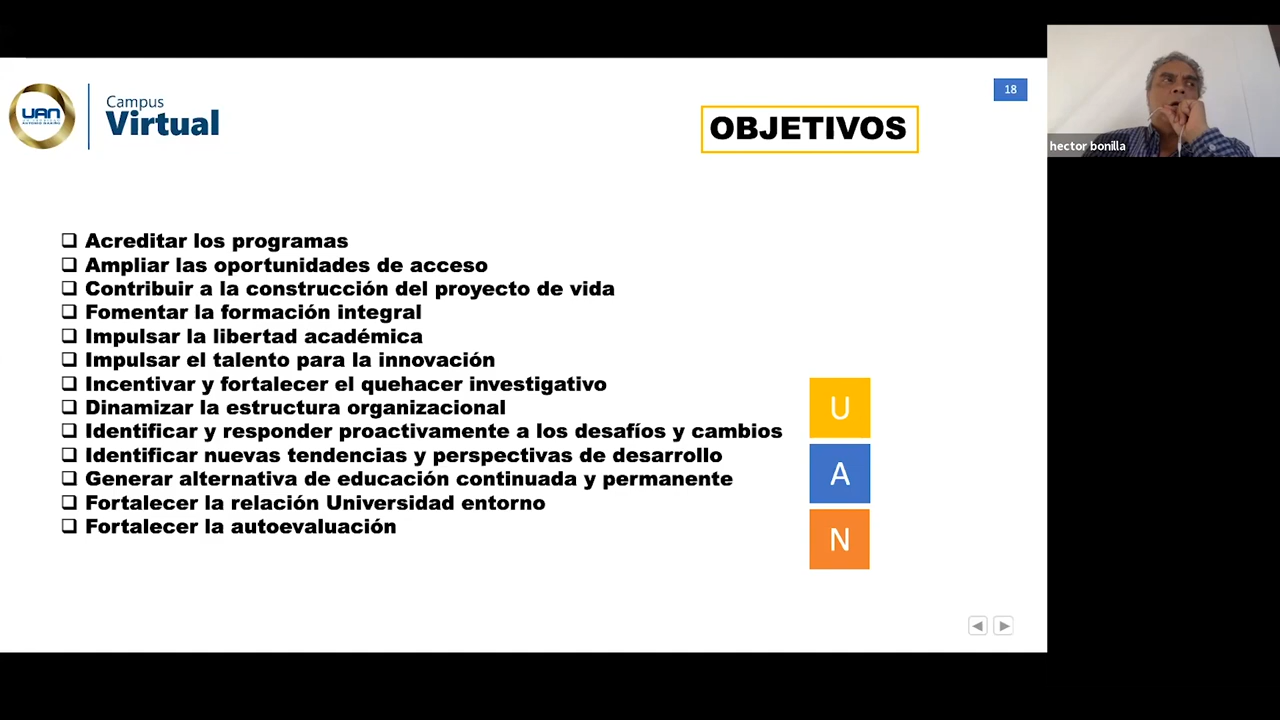 UAN
Campus
Virtual
OBJETIVOS
18
hector bonilla
❑ Acreditar los programas
❑ Ampliar las oportunidades de acceso
❑ Contribuir a la construcción del proyecto de vida
❑ Fomentar la formación integral
❑ Impulsar la libertad académica
❑ Impulsar el talento para la innovación
❑ Incentivar y fortalecer el quehacer investigativo
❑ Dinamizar la estructura organizacional
❑ Identificar y responder proactivamente a los desafíos y cambios
❑ Identificar nuevas tendencias y perspectivas de desarrollo
❑ Generar alternativa de educación continuada y permanente
❑ Fortalecer la relación Universidad entorno
❑ Fortalecer la autoevaluación
U
A
N